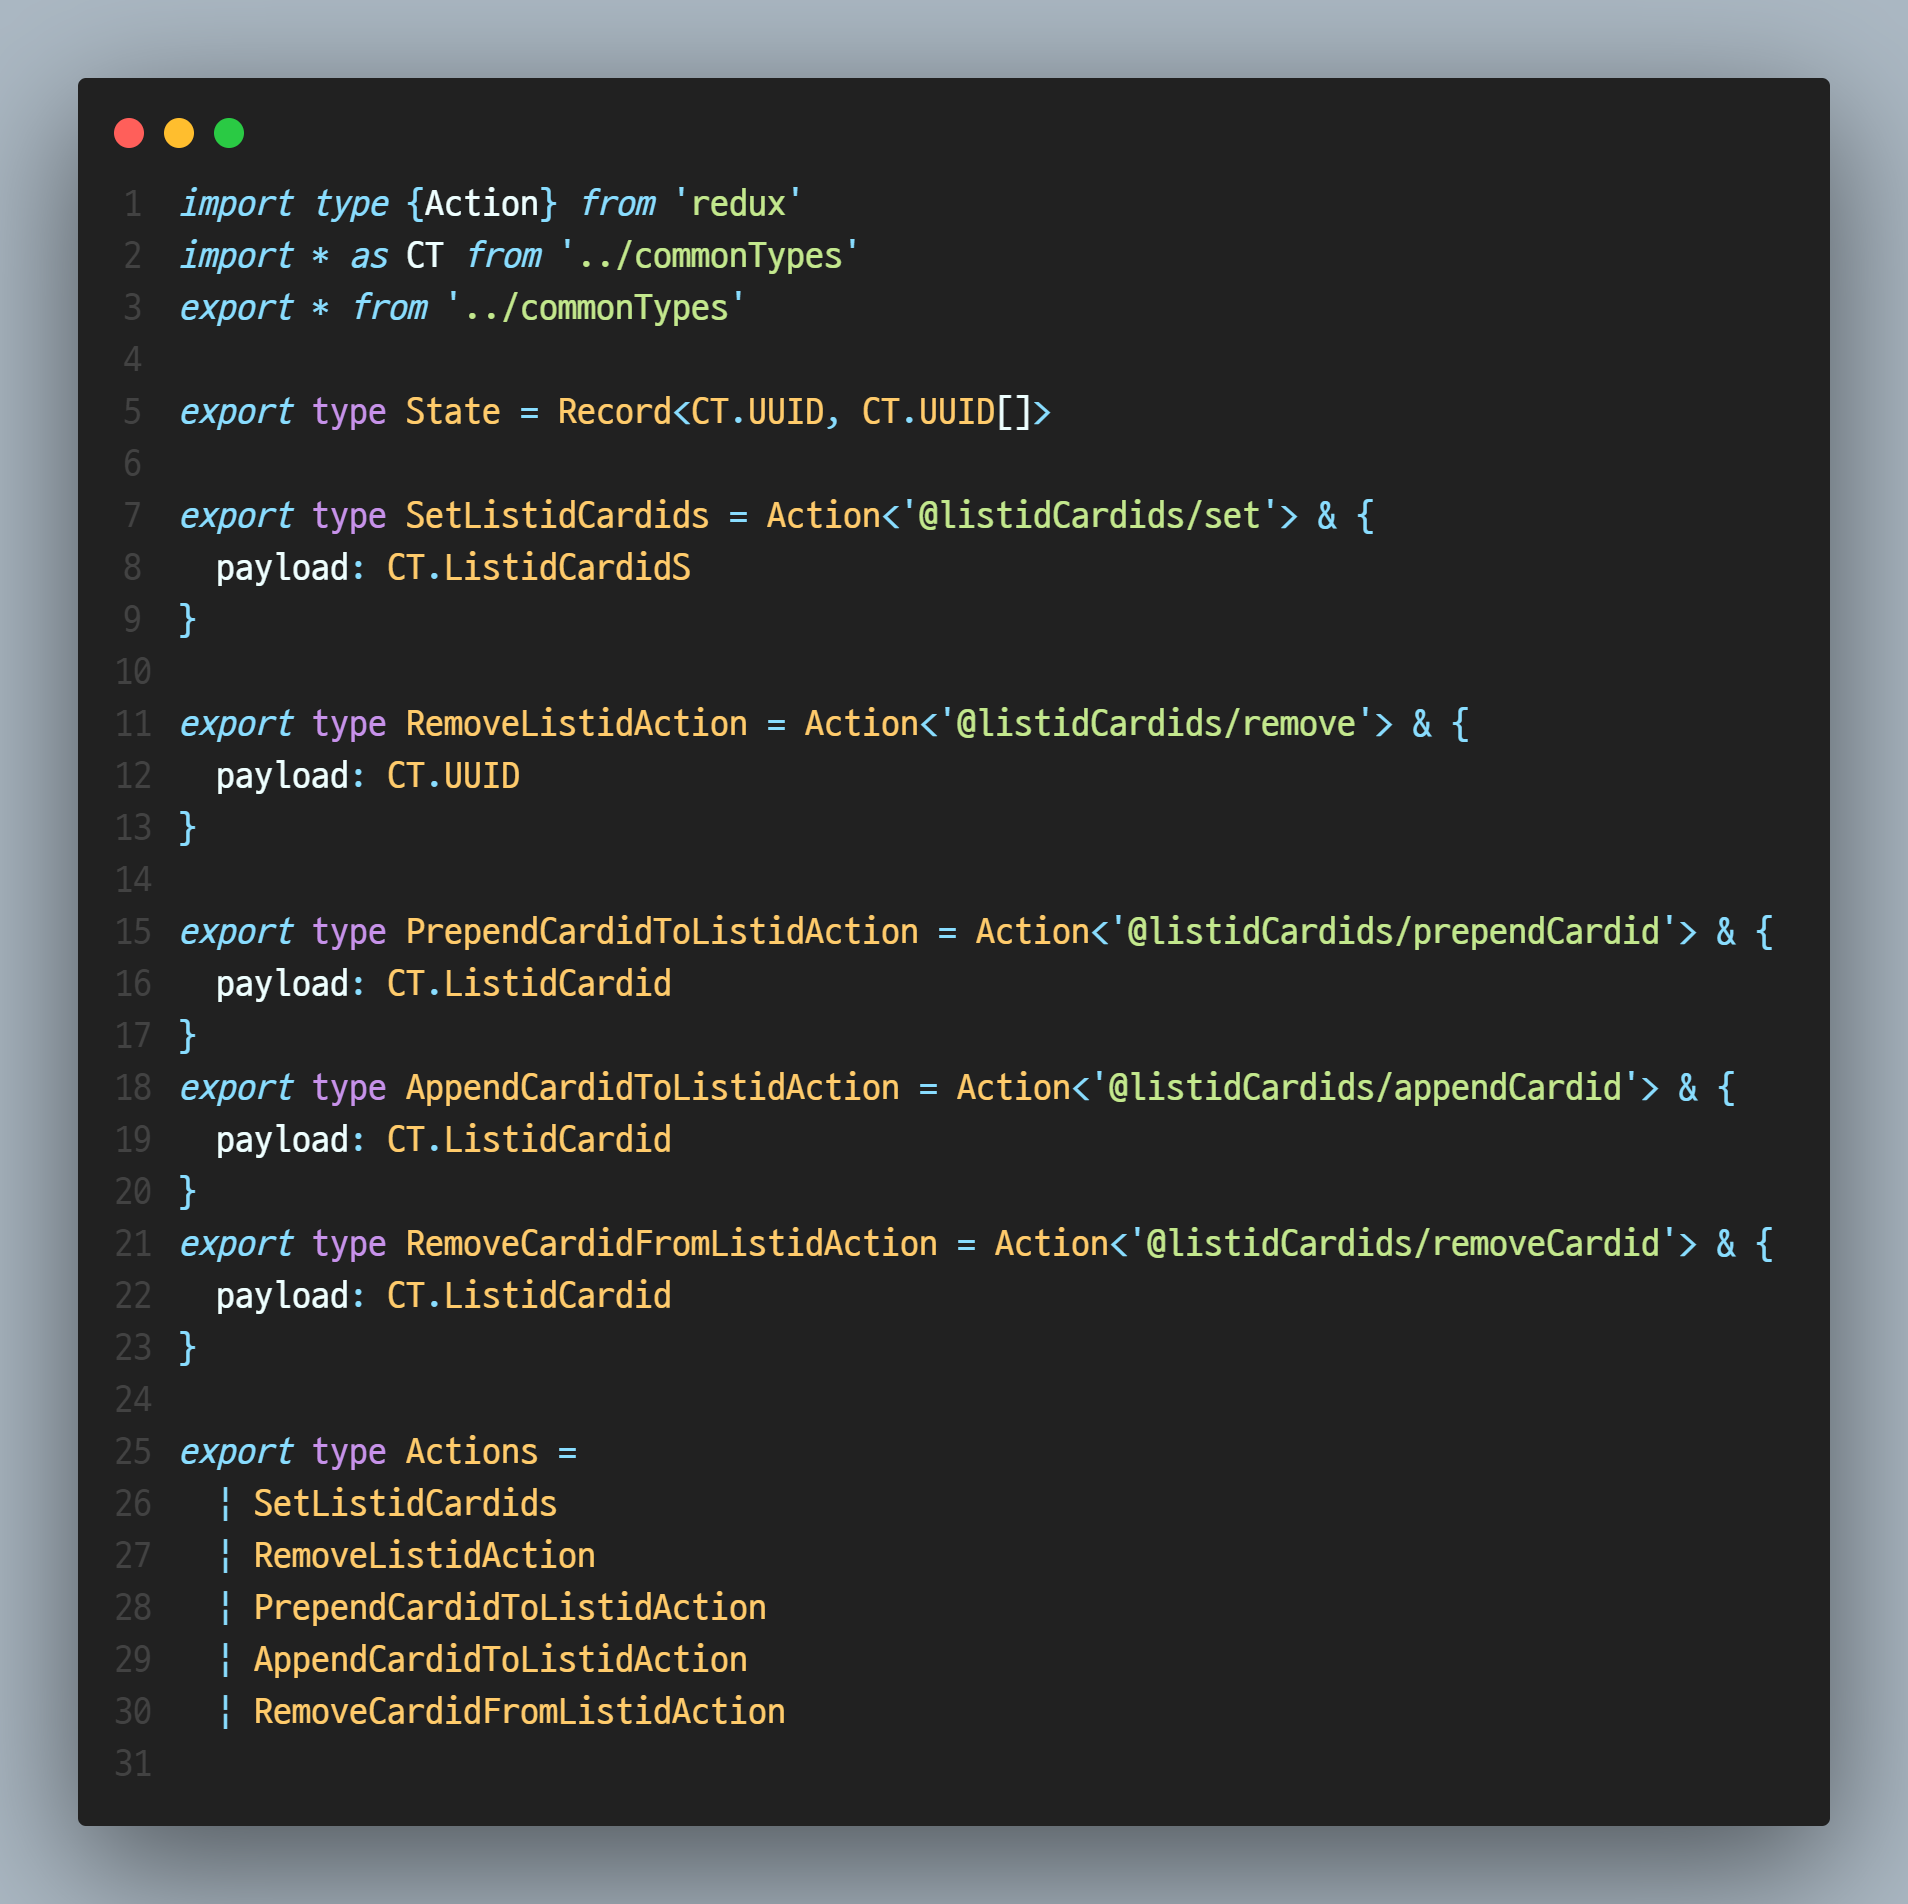 1 import type {Action} from 'redux'
2 import * as CT from '../commonTypes'
3 export * from '../commonTypes'
4
5 export type State = Record<CT.UUID, CT.UUID[]>
6
7 export type SetListidCardids = Action<'@listidCardids/set'> & {
8   payload: CT.ListidCardidS
9 }
10
11 export type RemoveListidAction = Action<'@listidCardids/remove'> & {
12   payload: CT.UUID
13 }
14
15 export type PrependCardidToListidAction = Action<'@listidCardids/prependCardid'> & {
16   payload: CT.ListidCardid
17 }
18 export type AppendCardidToListidAction = Action<'@listidCardids/appendCardid'> & {
19   payload: CT.ListidCardid
20 }
21 export type RemoveCardidFromListidAction = Action<'@listidCardids/removeCardid'> & {
22   payload: CT.ListidCardid
23 }
24
25 export type Actions =
26   | SetListidCardids
27   | RemoveListidAction
28   | PrependCardidToListidAction
29   | AppendCardidToListidAction
30   | RemoveCardidFromListidAction
31